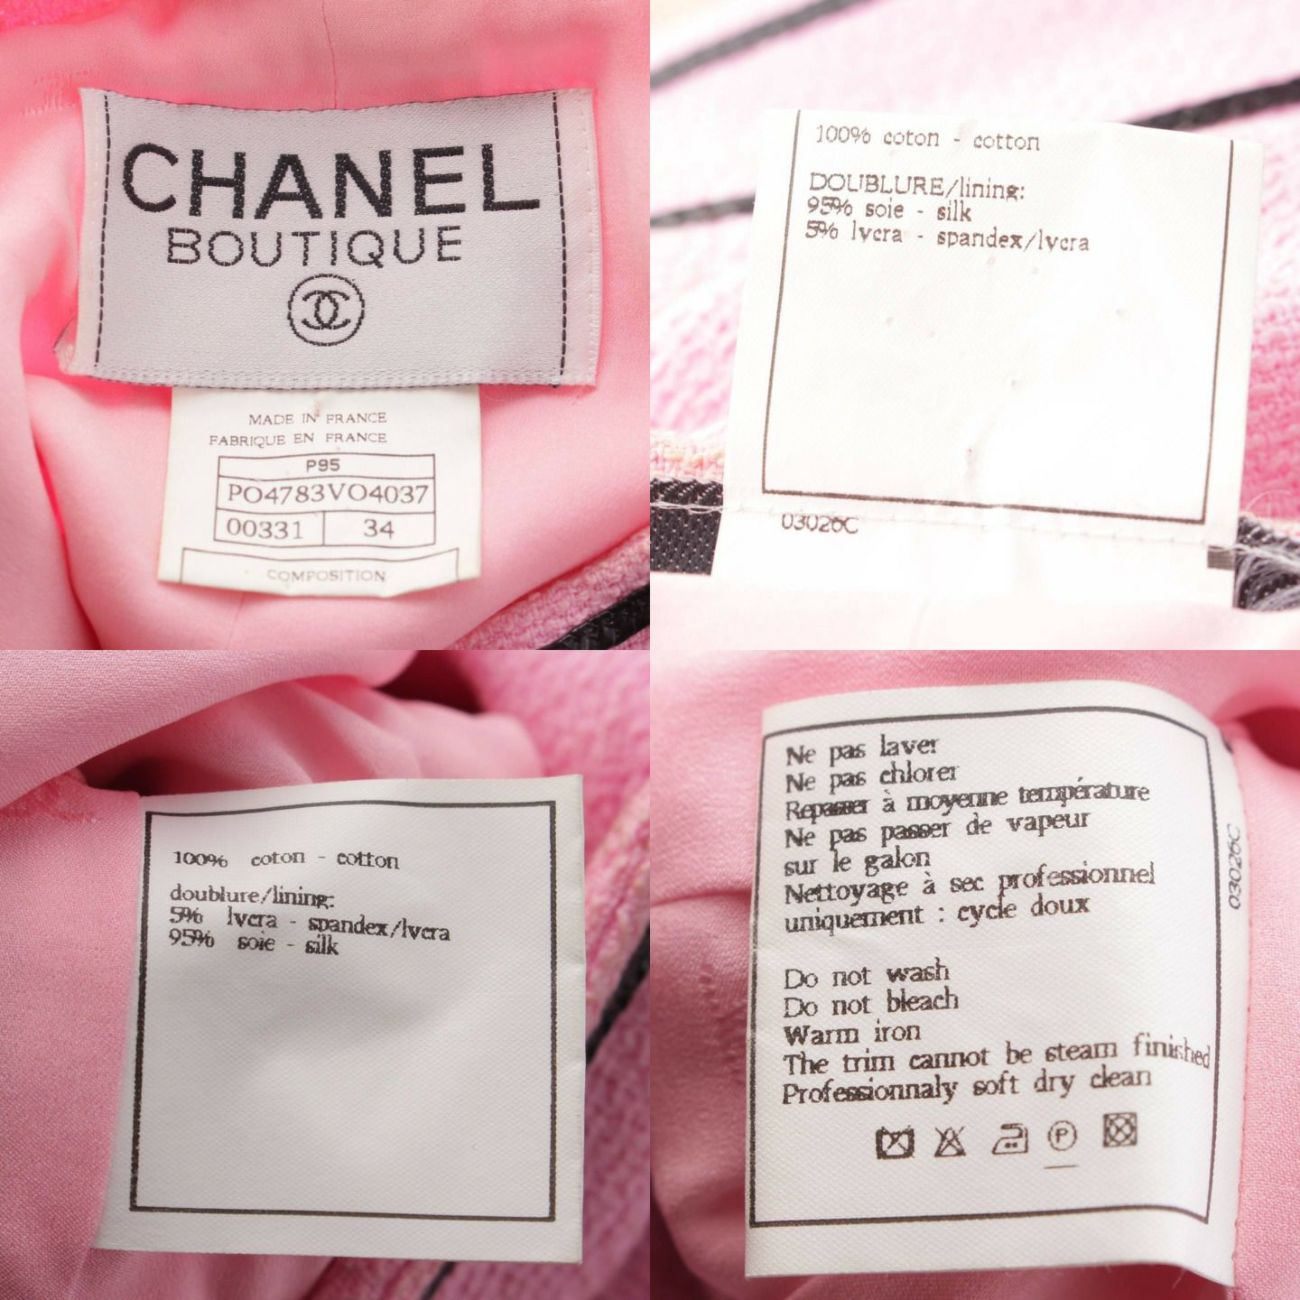 CHANEL
BOUTIQUE
MADE IN FRANCE
FABRIQUE EN FRANCE
P95
PO4783VO4037
00331 34
COMPOSITION
100% coton - cotton
DOUBLURE/lining:
95% soie - silk
5% lycra - spandex/lycra
03026C
100% coton - cotton
doublure/lining:
5% lycra - spandex/lycra
95% soie - silk
Ne pas laver
Ne pas chlorer
Repasser à moyenne température
Ne pas passer de vapeur
sur le galon
Nettoyage à sec professionnel
uniquement : cycle doux
Do not wash
Do not bleach
Warm iron
The trim cannot be steam finished
Professionnaly soft dry clean
P
03026C